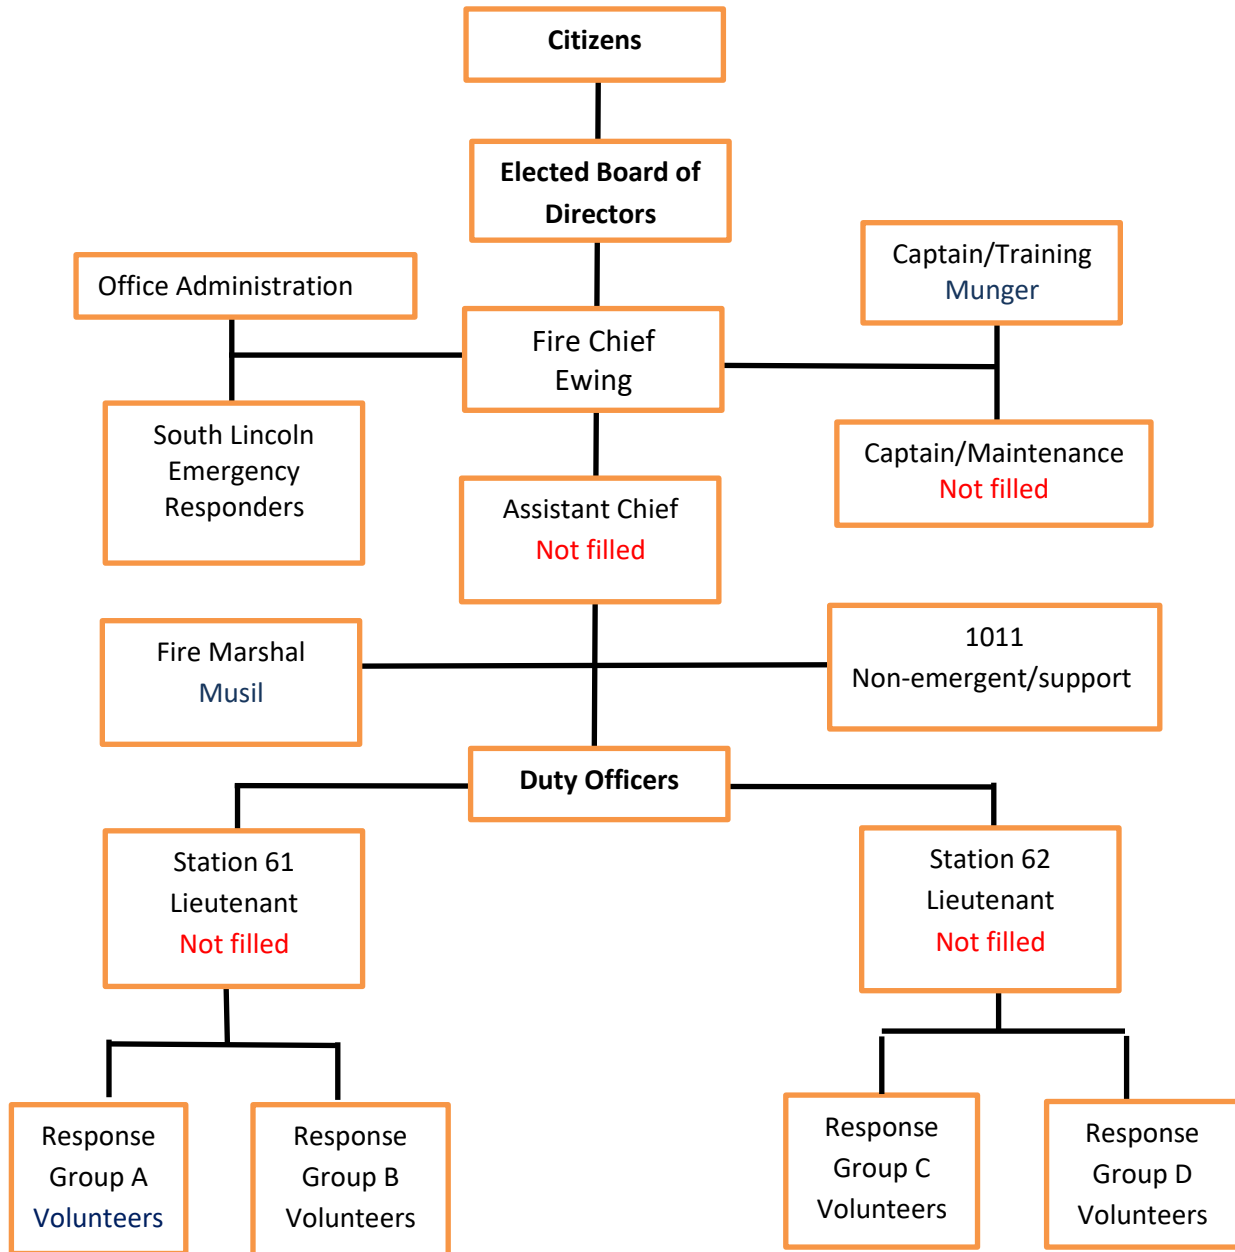 Citizens
Elected Board of
Directors
Office Administration
Captain/Training
Munger
Fire Chief
Ewing
South Lincoln
Emergency
Responders
Captain/Maintenance
Not filled
Assistant Chief
Not filled
Fire Marshal
Musil
1011
Non-emergent/support
Duty Officers
Station 61
Lieutenant
Not filled
Station 62
Lieutenant
Not filled
Response
Group A
Volunteers
Response
Group B
Volunteers
Response
Group C
Volunteers
Response
Group D
Volunteers